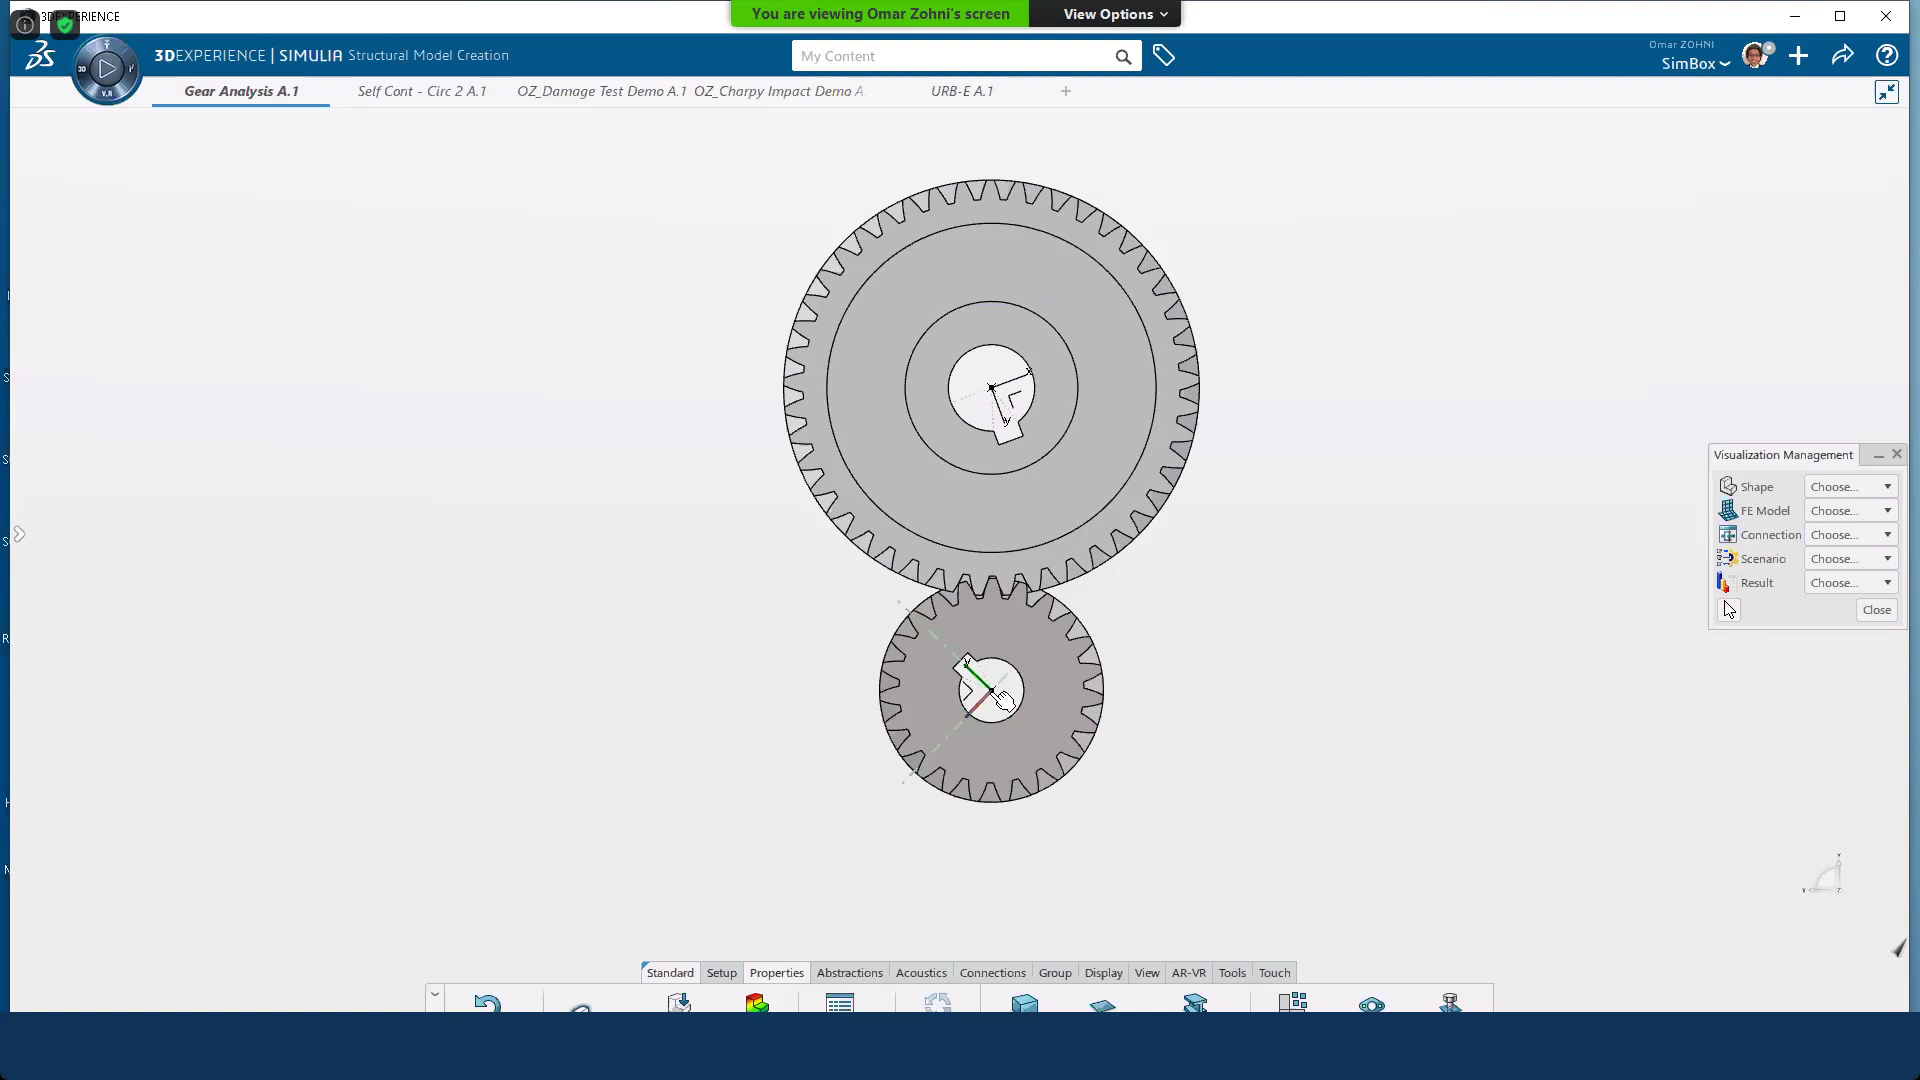 3DEXPERIENCE
You are viewing Omar Zohni's screen
View Options
3DEXPERIENCE | SIMULIA Structural Model Creation
My Content
Omar ZOHNI
SimBox
3D
V.R
Gear Analysis A.1
Self Cont - Circ 2 A.1
OZ_Damage Test Demo A.1
OZ_Charpy Impact Demo A
URB-E A.1
x
y
y
Visualization Management
Shape Choose...
FE Model Choose...
Connection Choose...
Scenario Choose...
Result Choose...
Close
Standard
Setup
Properties
Abstractions
Acoustics
Connections
Group
Display
View
AR-VR
Tools
Touch